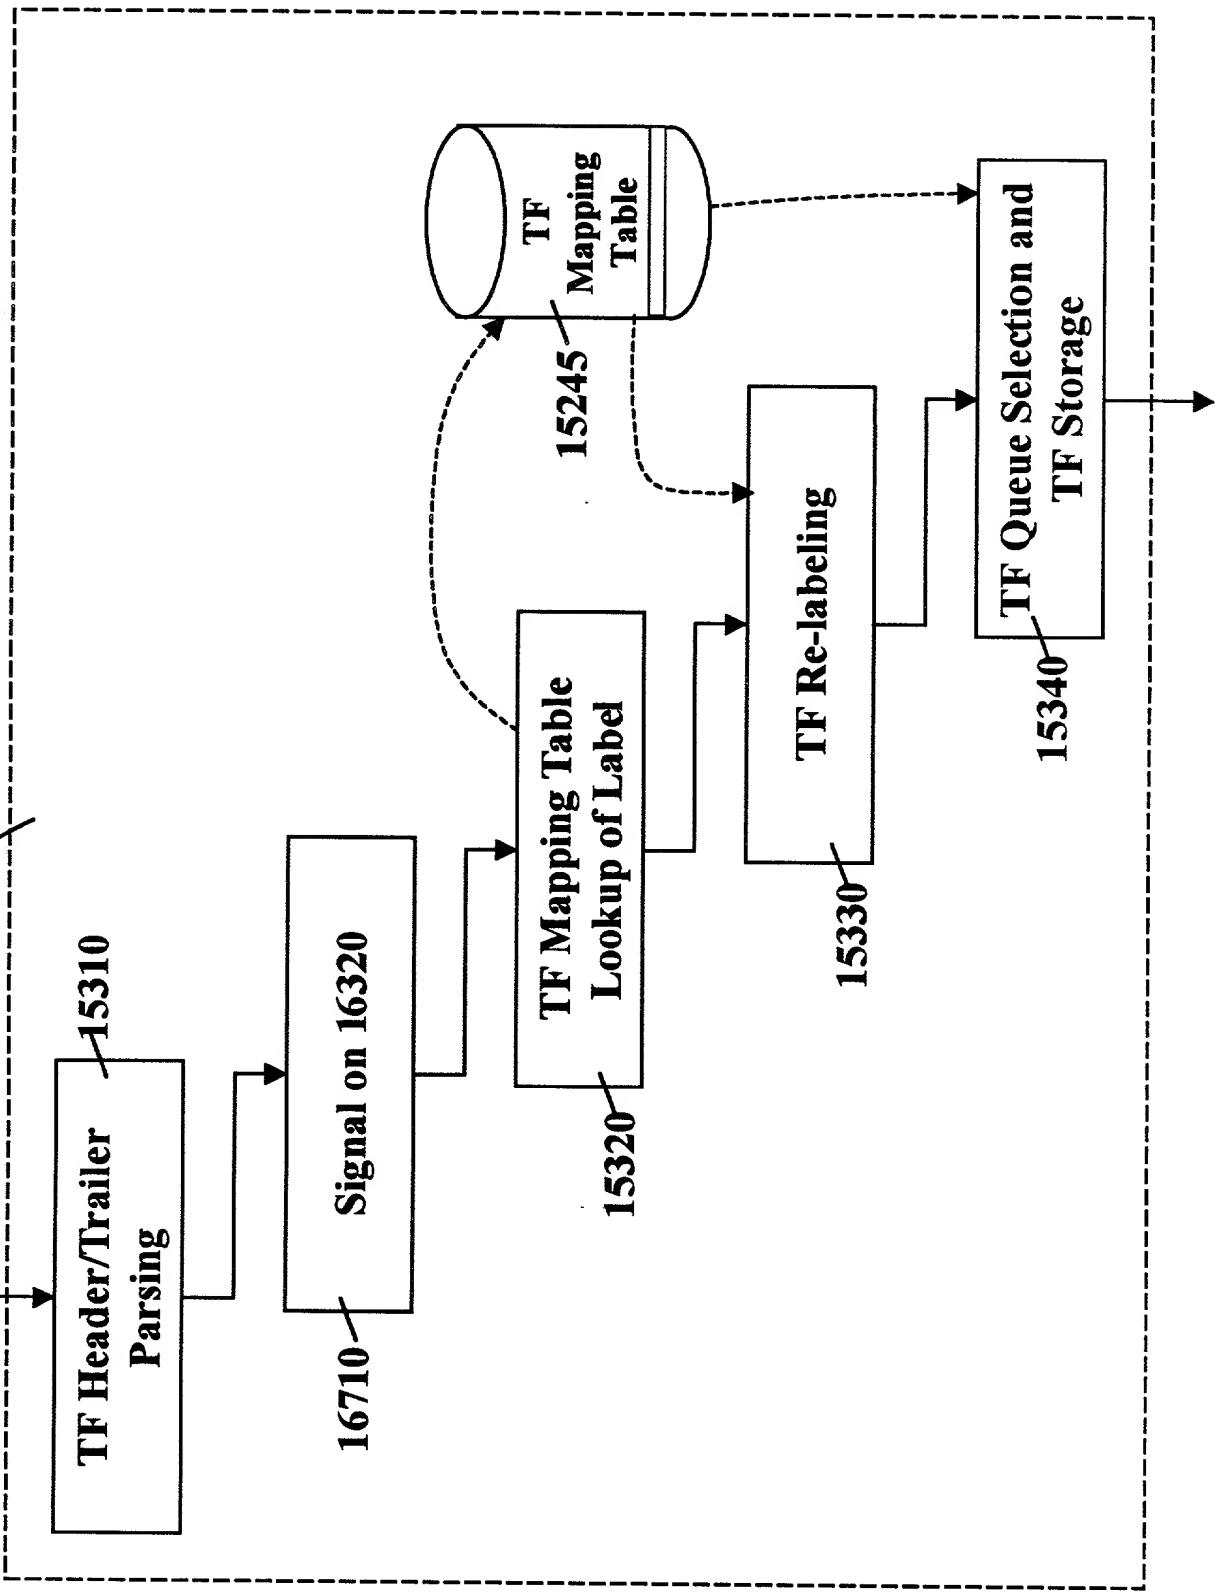 TF Header/Trailer
Parsing
15310
Signal on 16320
16710
TF Mapping Table
Lookup of Label
15320
TF
Mapping
Table
15245
TF Re-labeling
15330
TF Queue Selection and
TF Storage
15340